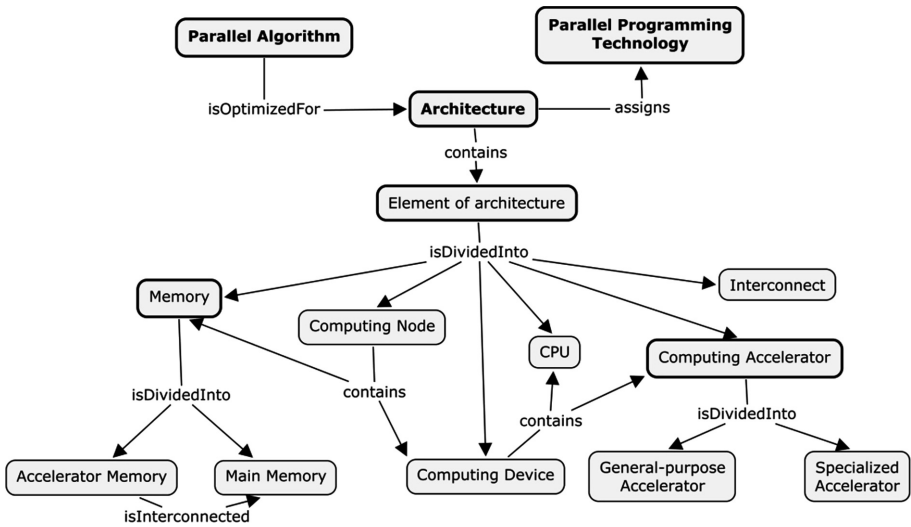 Parallel Algorithm
Parallel Programming
Technology
isOptimizedFor
Architecture
assigns
contains
Element of architecture
isDividedInto
Memory
Interconnect
Computing Node
CPU
Computing Accelerator
isDividedInto
contains
contains
isDividedInto
Accelerator Memory
Main Memory
Computing Device
General-purpose
Accelerator
Specialized
Accelerator
isInterconnected